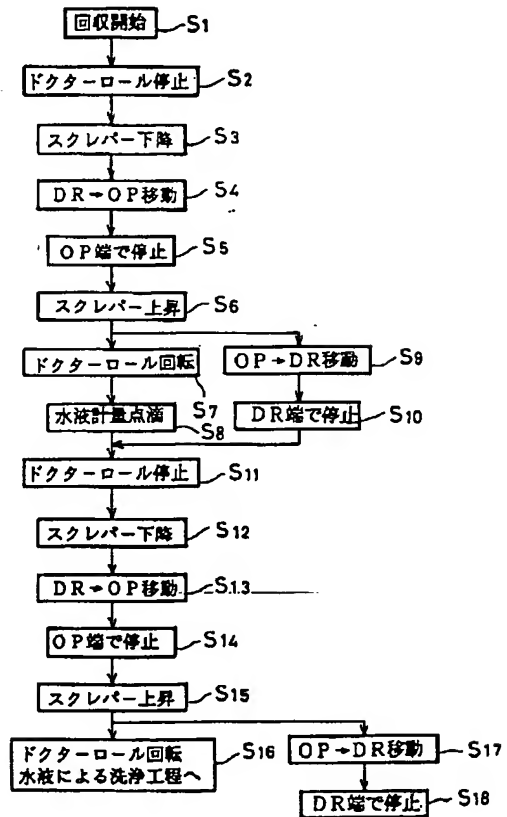 回収開始 S1
ドクターロール停止 S2
スクレパー下降 S3
DR→OP移動 S4
OP端で停止 S5
スクレパー上昇 S6
ドクターロール回転 S7
OP→DR移動 S9
水液計量点滴 S8
DR端で停止 S10
ドクターロール停止 S11
スクレパー下降 S12
DR→OP移動 S13
OP端で停止 S14
スクレパー上昇 S15
ドクターロール回転
水液による洗浄工程へ S16
OP→DR移動 S17
DR端で停止 S18